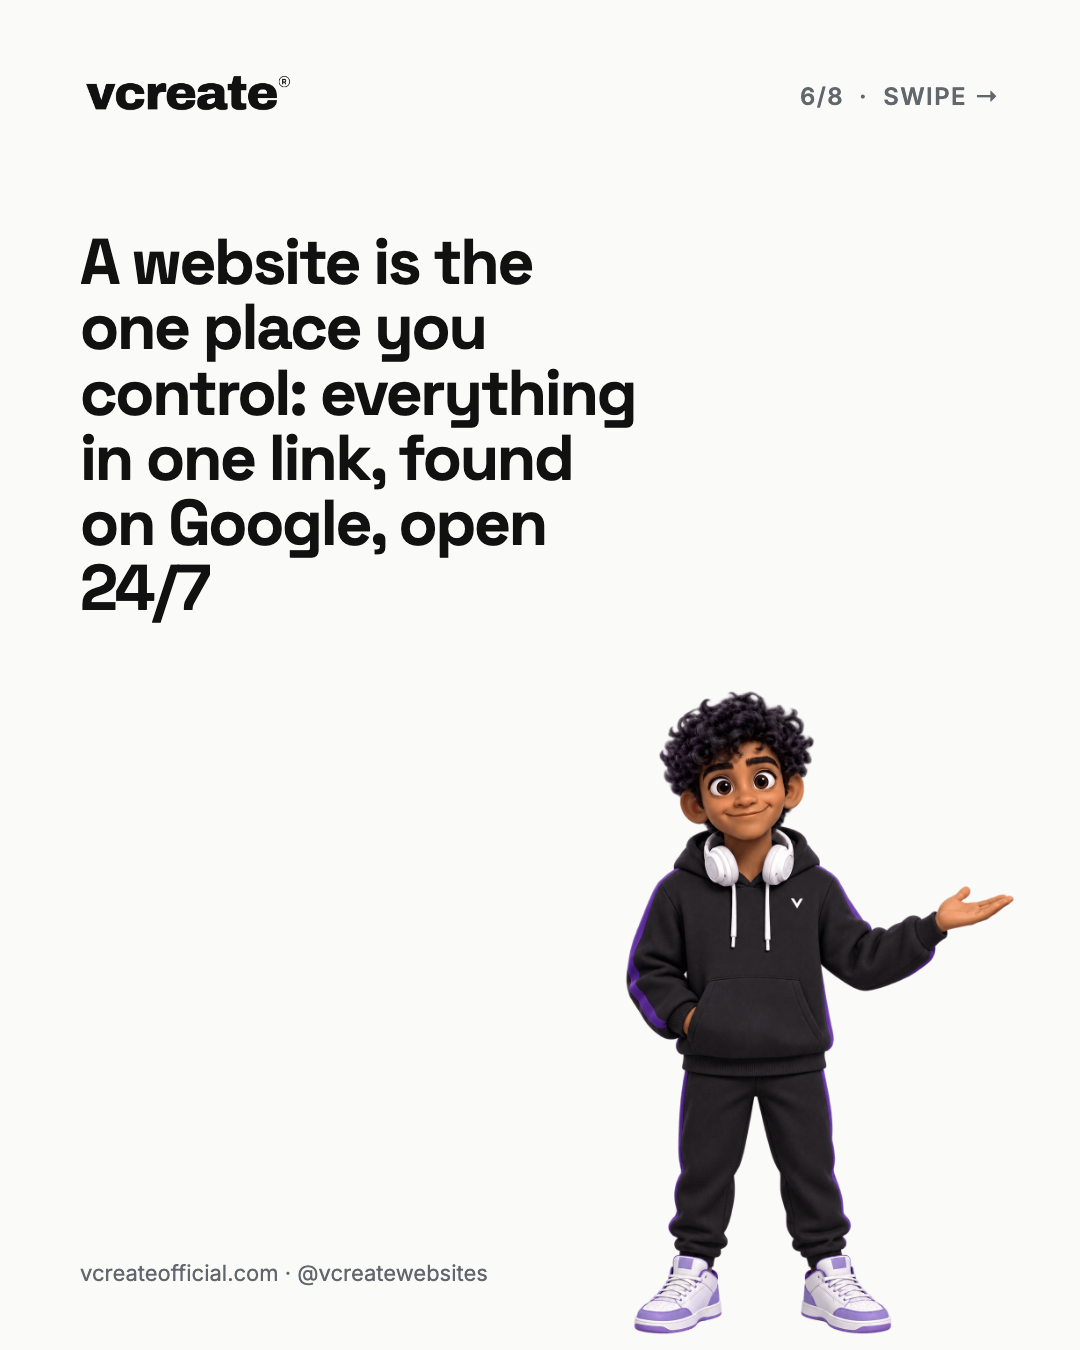 vcreate®
6/8 · SWIPE →
A website is the
one place you
control: everything
in one link, found
on Google, open
24/7
V
vcreateofficial.com · @vcreatewebsites